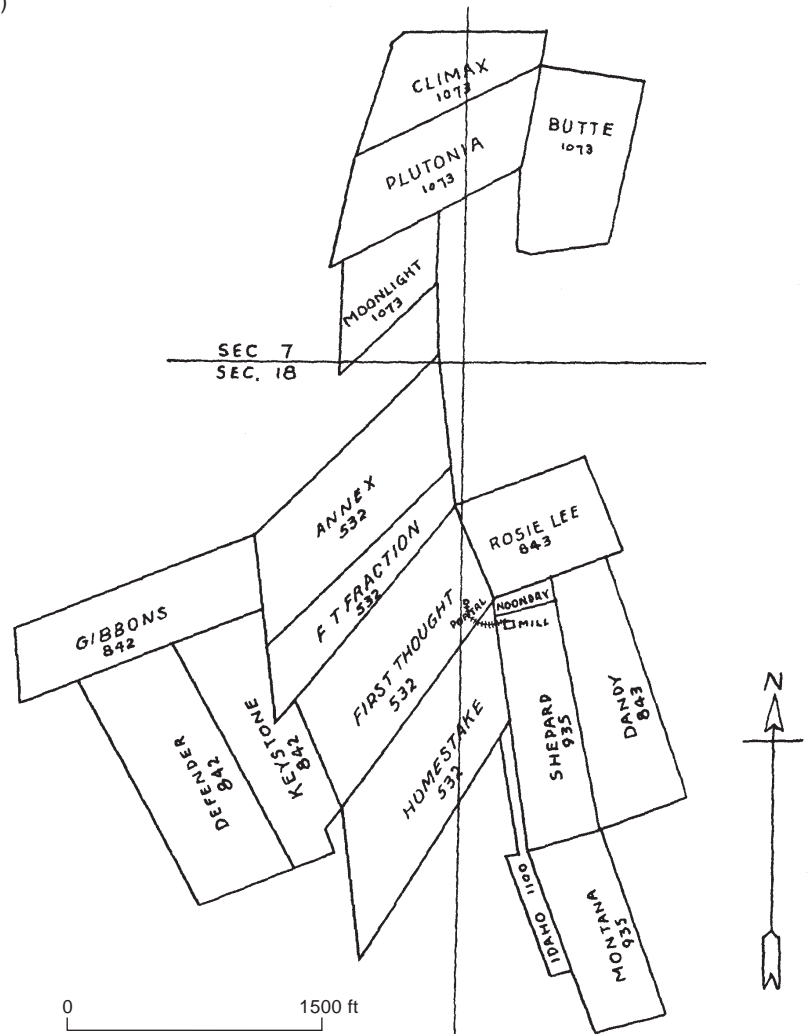 )
CLIMAX
1073
BUTTE
1073
PLUTONIA
1073
MOONLIGHT
1073
SEC 7
SEC. 18
ANNEX
532
ROSIE LEE
843
F T FRACTION
532
GIBBONS
842
PORTAL
NOONDAY
MILL
FIRST THOUGHT
532
KEYSTONE
842
DEFENDER
842
HOMESTAKE
532
SHEPARD
935
DANDY
843
N
IDAHO 1100
MONTANA
935
0 1500 ft